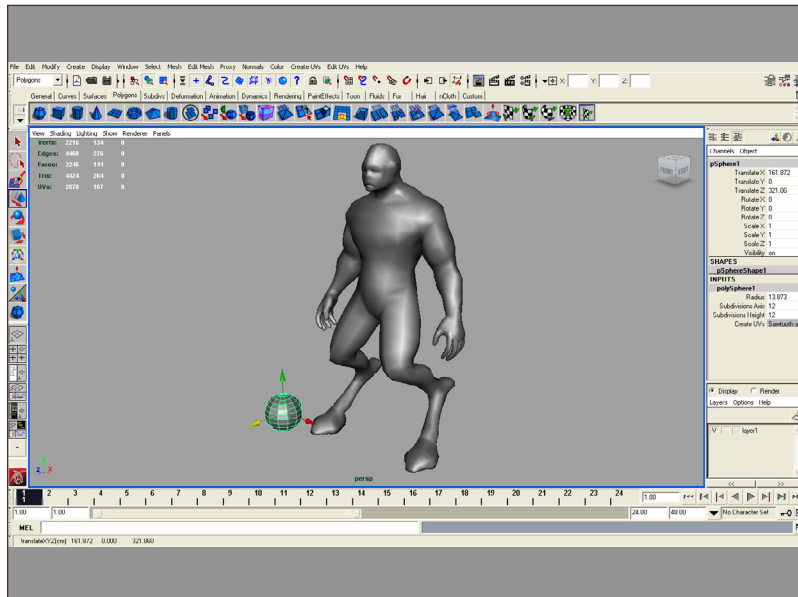 File Edit Modify Create Display Window Select Mesh Edit Mesh Proxy Normals Color Create UVs Edit UVs Help
Polygons X: Y: Z:
General Curves Surfaces Polygons Subdivs Deformation Animation Dynamics Rendering PaintEffects Toon Fluids Fur Hair nCloth Custom
View Shading Lighting Show Renderer Panels
Verts: 2216 134 0
Edges: 4460 276 0
Faces: 2246 144 0
Tris: 4424 264 0
UVs: 2670 167 0
FRONT RIGHT
Channels Object
pSphere1
Translate X 161.872
Translate Y 0
Translate Z 321.86
Rotate X 0
Rotate Y 0
Rotate Z 0
Scale X 1
Scale Y 1
Scale Z 1
Visibility on
SHAPES
pSphereShape1
INPUTS
polySphere1
Radius 13.873
Subdivisions Axis 12
Subdivisions Height 12
Create UVs Sawtooth a
Display Render
Layers Options Help
V layer1
z x
persp
1 2 3 4 5 6 7 8 9 10 11 12 13 14 15 16 17 18 19 20 21 22 23 24 1.00
1
1.00 1.00 24.00 48.00 No Character Set
MEL
translateXYZ(cm): 161.872 0.000 321.860